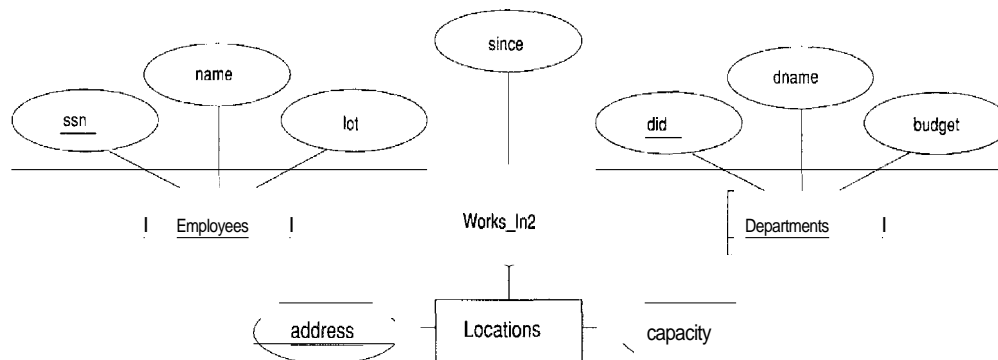 since
name
dname
ssn
lot
did
budget
Employees
Works_In2
Departments
address
Locations
capacity